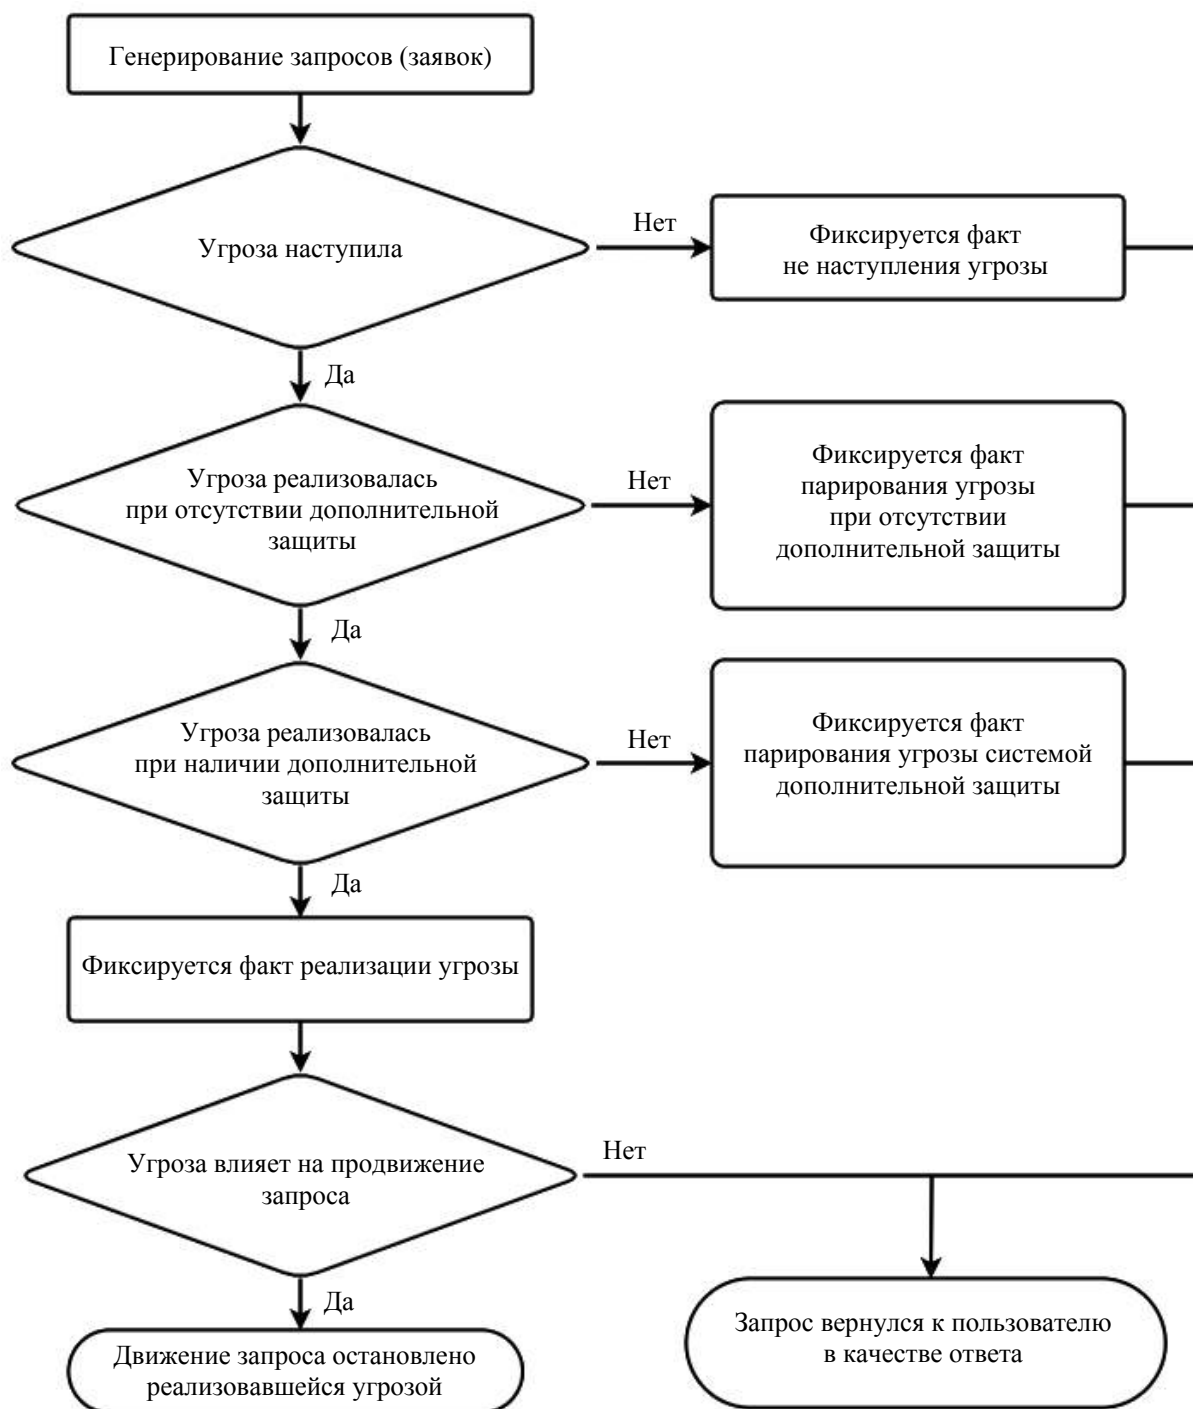 Генерирование запросов (заявок)
Угроза наступила
Нет
Фиксируется факт
не наступления угрозы
Да
Угроза реализовалась
при отсутствии дополнительной
защиты
Нет
Фиксируется факт
парирования угрозы
при отсутствии
дополнительной защиты
Да
Угроза реализовалась
при наличии дополнительной
защиты
Нет
Фиксируется факт
парирования угрозы системой
дополнительной защиты
Да
Фиксируется факт реализации угрозы
Угроза влияет на продвижение
запроса
Нет
Да
Движение запроса остановлено
реализовавшейся угрозой
Запрос вернулся к пользователю
в качестве ответа